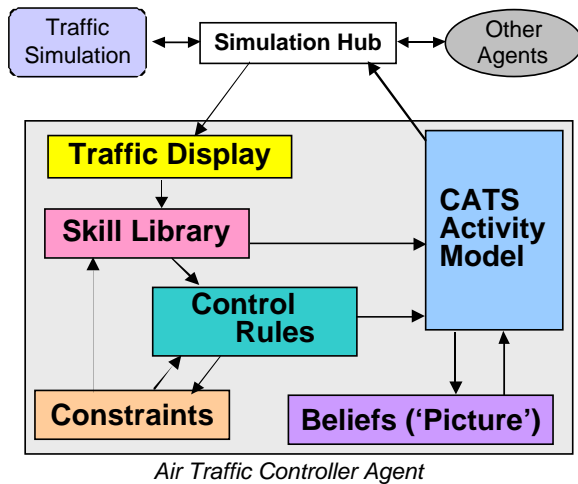 Traffic
Simulation
Simulation Hub
Other
Agents
Traffic Display
CATS
Activity
Model
Skill Library
Control
Rules
Constraints
Beliefs (‘Picture’)
Air Traffic Controller Agent